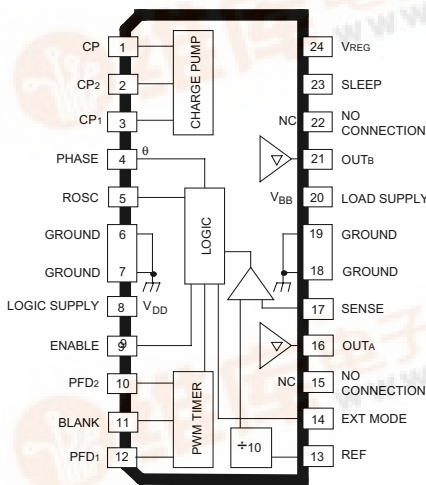 CP 1
CP2 2
CP1 3
PHASE 4 θ
ROSC 5
GROUND 6
GROUND 7
LOGIC SUPPLY 8 VDD
ENABLE 9
PFD2 10
BLANK 11
PFD1 12
CHARGE PUMP
LOGIC
PWM TIMER
÷10
24 VREG
23 SLEEP
NC 22 NO
CONNECTION
21 OUTB
VBB 20 LOAD SUPPLY
19 GROUND
18 GROUND
17 SENSE
16 OUTA
NC 15 NO
CONNECTION
14 EXT MODE
13 REF